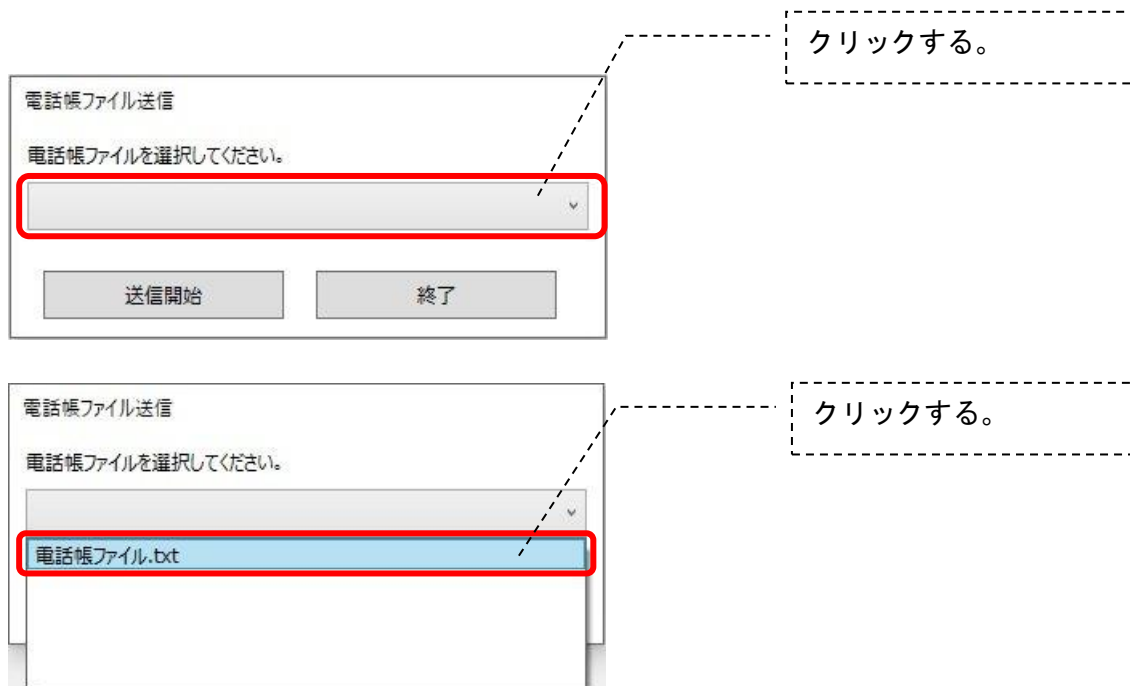 クリックする。
電話帳ファイル送信
電話帳ファイルを選択してください。
送信開始
終了
電話帳ファイル送信
クリックする。
電話帳ファイルを選択してください。
電話帳ファイル.txt